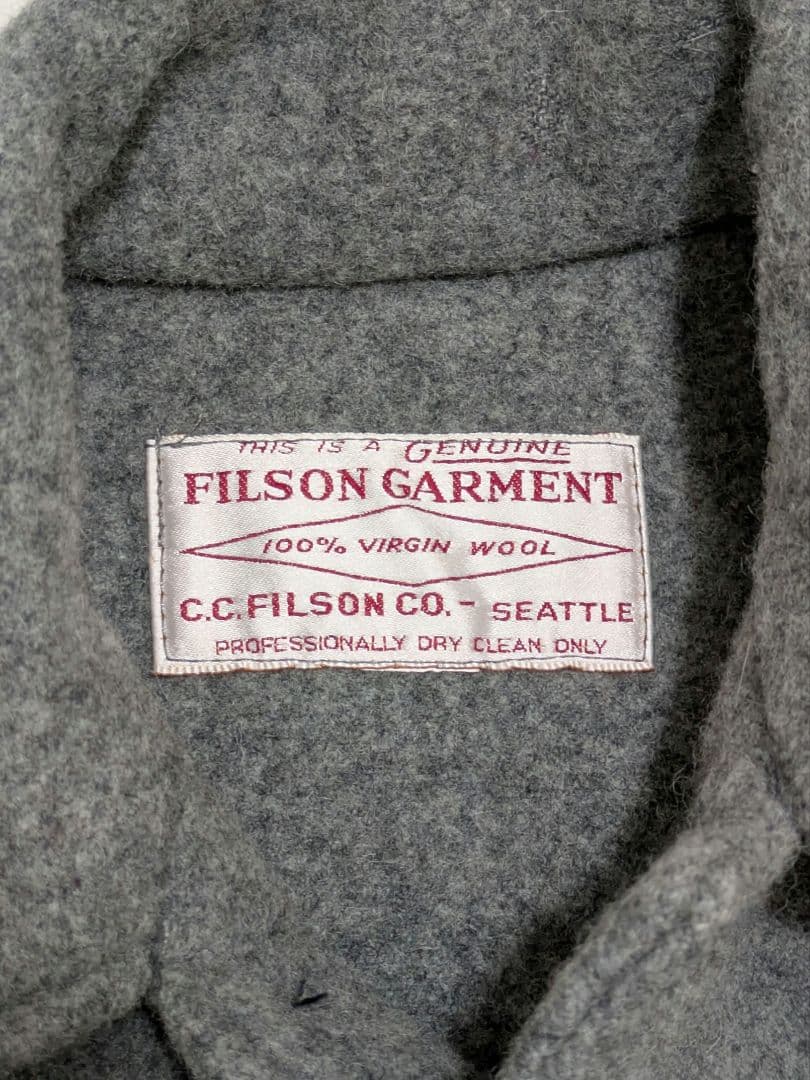 THIS IS A GENUINE
FILSON GARMENT
100% VIRGIN WOOL
C.C. FILSON CO. - SEATTLE
PROFESSIONALLY DRY CLEAN ONLY